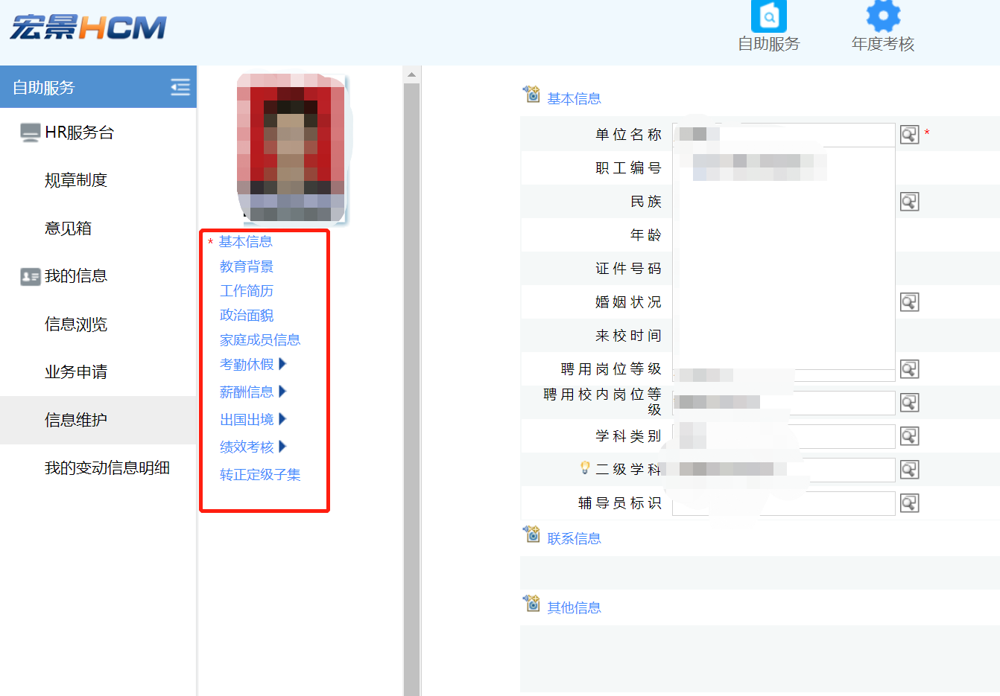 宏景HCM
自助服务
年度考核
自助服务
HR服务台
规章制度
意见箱
我的信息
信息浏览
业务申请
信息维护
我的变动信息明细
* 基本信息
教育背景
工作简历
政治面貌
家庭成员信息
考勤休假
薪酬信息
出国出境
绩效考核
转正定级子集
基本信息
单位名称 *
职工编号
民族
年龄
证件号码
婚姻状况
来校时间
聘用岗位等级
聘用校内岗位等
级
学科类别
二级学科
辅导员标识
联系信息
其他信息